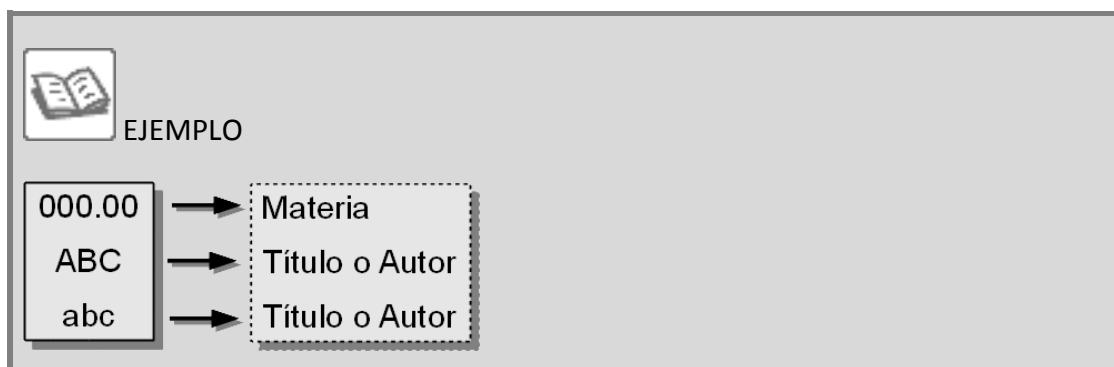 EJEMPLO
000.00 Materia
ABC Título o Autor
abc Título o Autor